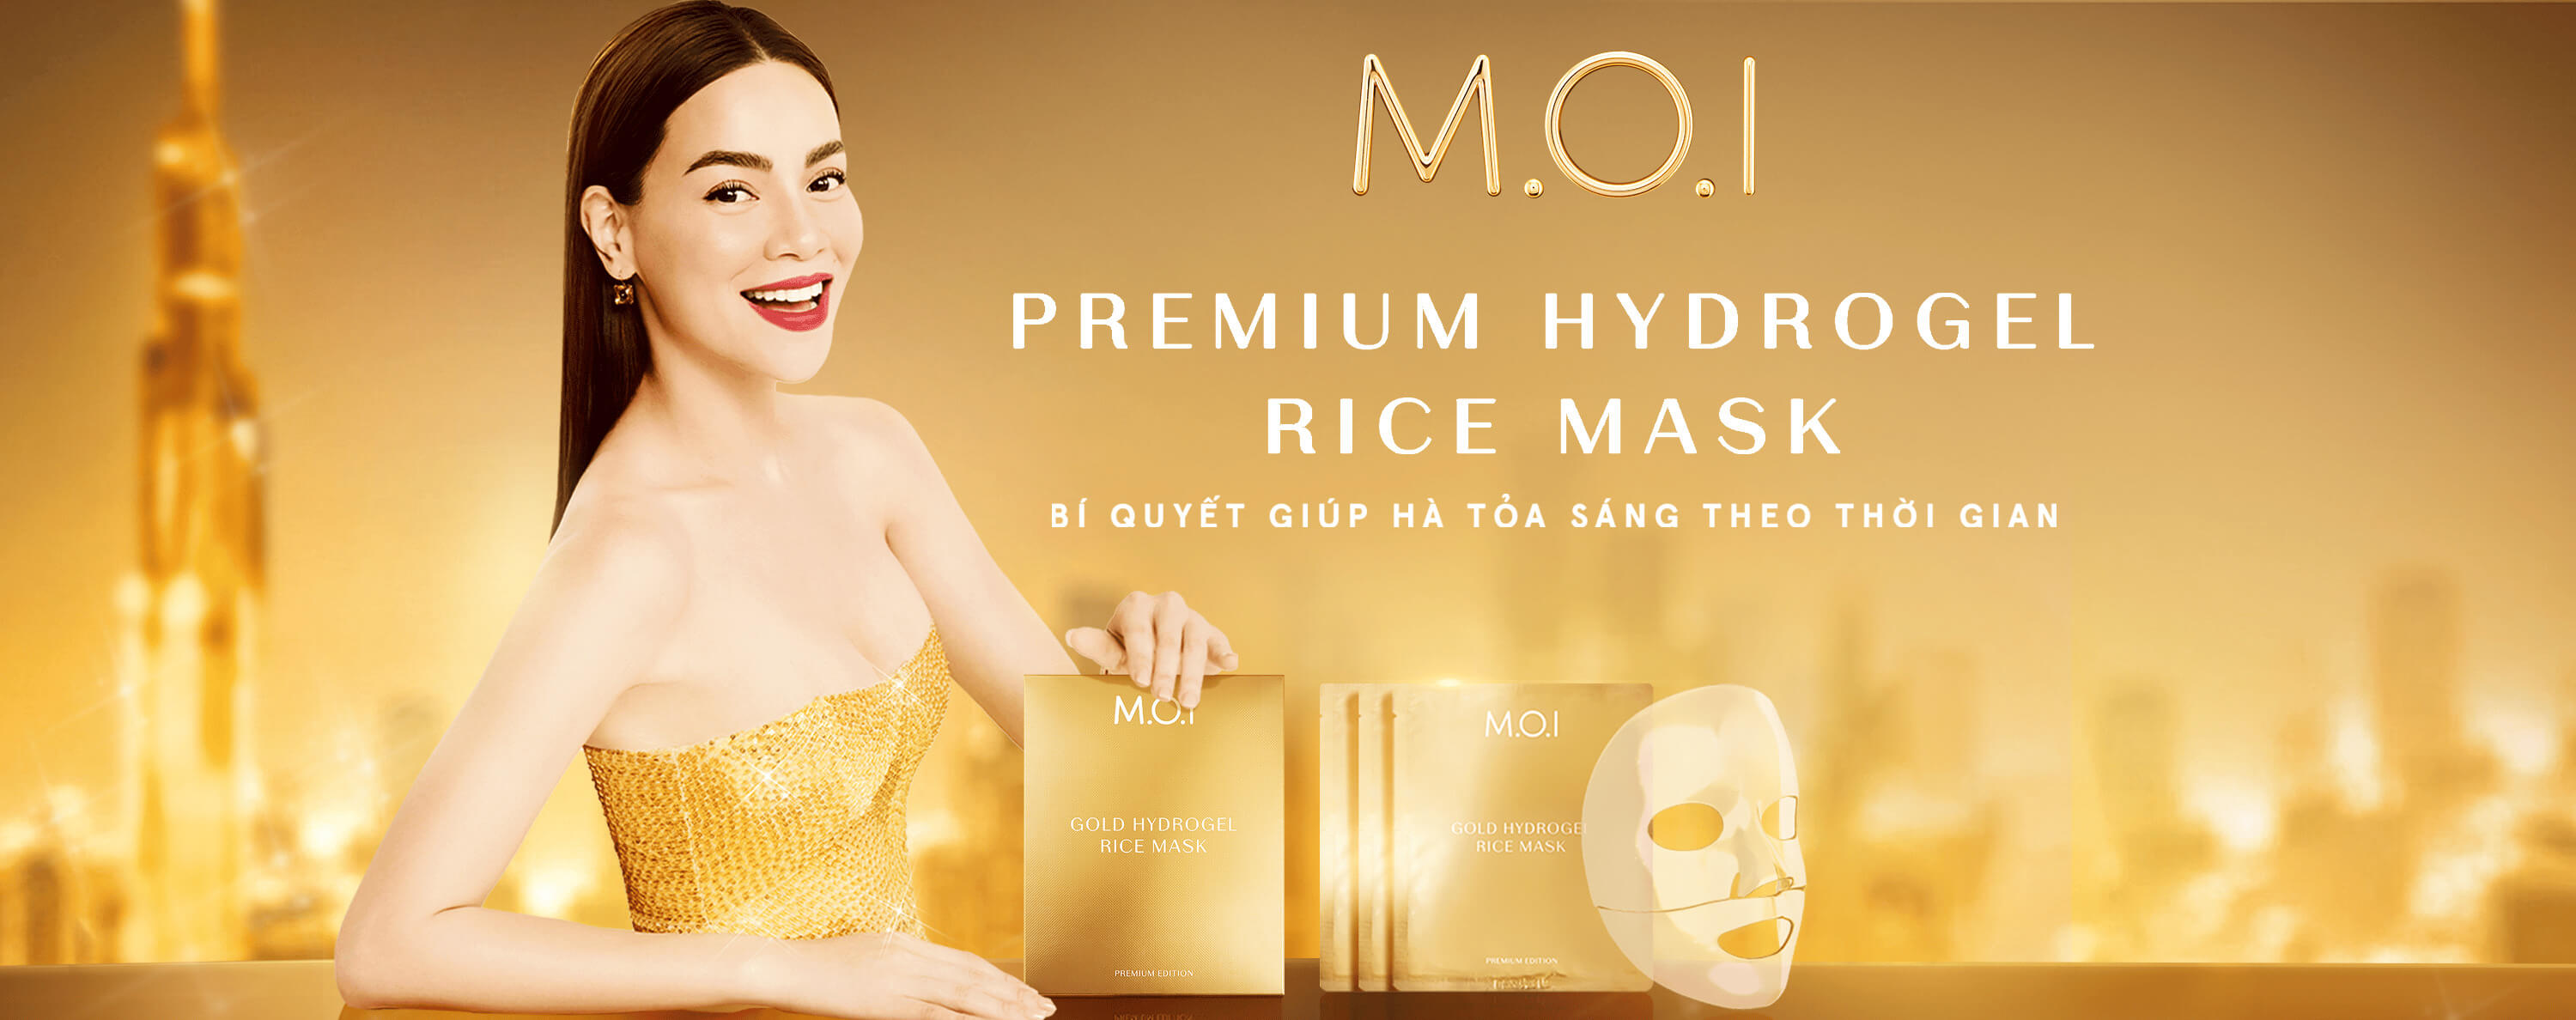 M.O.I
PREMIUM HYDROGEL
RICE MASK
BÍ QUYẾT GIÚP HÀ TỎA SÁNG THEO THỜI GIAN
M.O.I
GOLD HYDROGEL
RICE MASK
PREMIUM EDITION
M.O.I
GOLD HYDROGEL
RICE MASK
PREMIUM EDITION